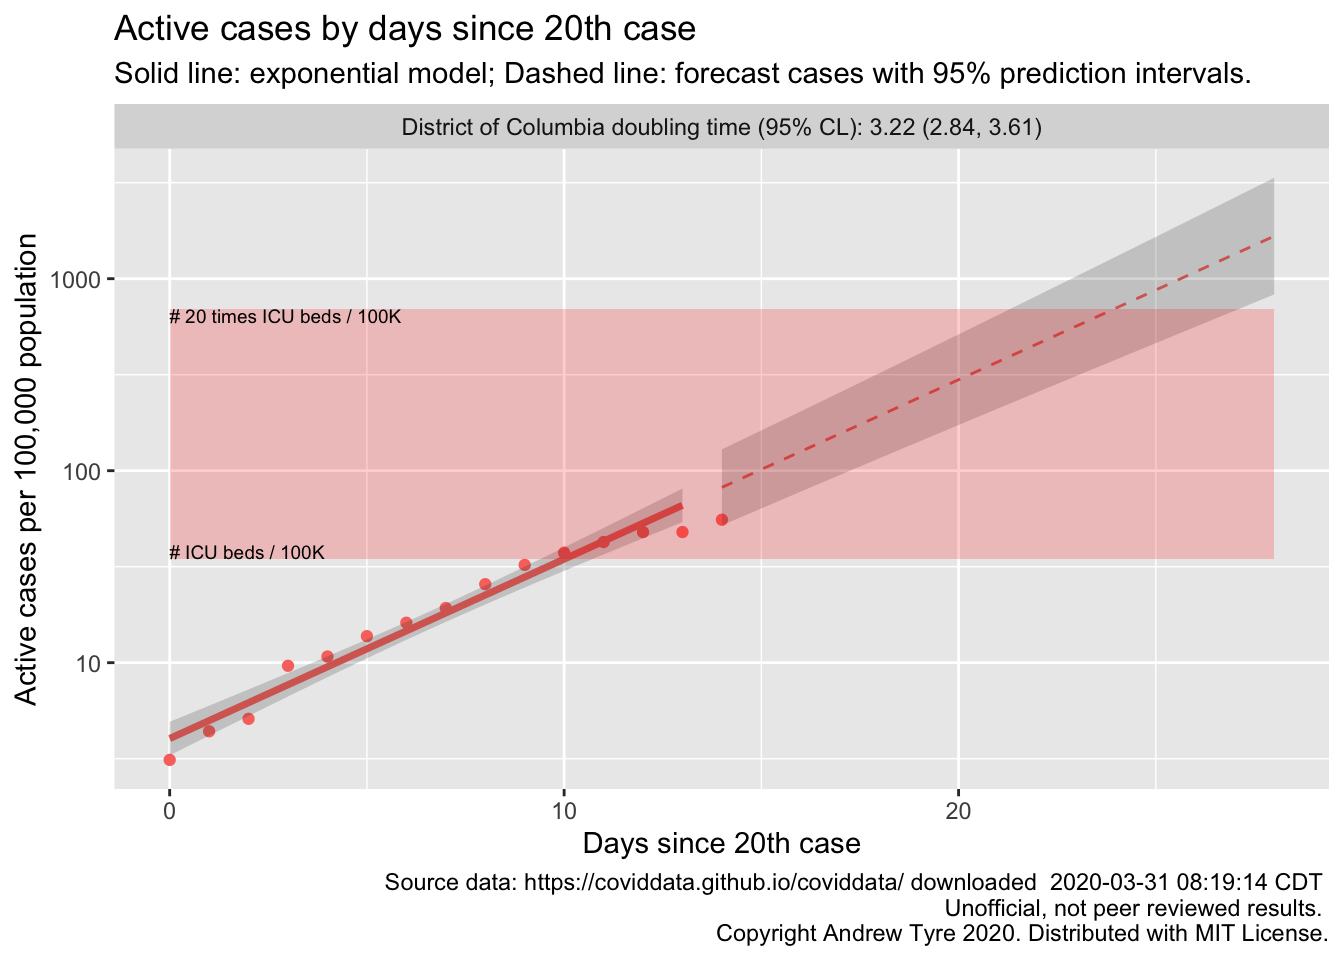 Active cases by days since 20th case
Solid line: exponential model; Dashed line: forecast cases with 95% prediction intervals.
District of Columbia doubling time (95% CL): 3.22 (2.84, 3.61)
Active cases per 100,000 population
1000
# 20 times ICU beds / 100K
100
# ICU beds / 100K
10
0
10
20
Days since 20th case
Source data: https://coviddata.github.io/coviddata/ downloaded  2020-03-31 08:19:14 CDT
Unofficial, not peer reviewed results.
Copyright Andrew Tyre 2020. Distributed with MIT License.